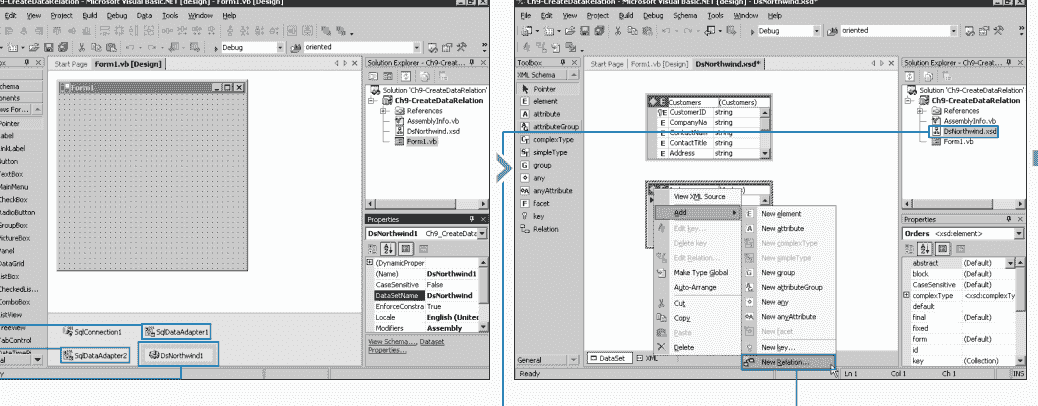 h9-CreateDataRelation - Microsoft Visual Basic.NET [design] - Form1.vb [Design]
Edit View Project Build Debug Data Tools Window Help
Debug
oriented
Start Page Form1.vb [Design]
Form1
Label
LinkLabel
Button
TextBox
MainMenu
CheckBox
RadioButton
GroupBox
PictureBox
Panel
DataGrid
ListBox
CheckedLis...
ComboBox
ListView
TreeView
TabControl
Solution Explorer - Ch9-Creat...
Solution 'Ch9-CreateDataRelation'
Ch9-CreateDataRelation
References
AssemblyInfo.vb
DsNorthwind.xsd
Form1.vb
Properties
DsNorthwind1 Ch9_CreateData
(DynamicProper
(Name) DsNorthwind1
CaseSensitive False
DataSetName DsNorthwind
EnforceConstra True
Locale English (United
Modifiers Assembly
View Schema..., Dataset
Properties...
SqlConnection1
SqlDataAdapter1
SqlDataAdapter2
DsNorthwind1
Ch9-CreateDataRelation - Microsoft Visual Basic.NET [design] - DsNorthwind.xsd*
File Edit View Project Build Debug Schema Tools Window Help
Debug
oriented
Toolbox
XML Schema
Pointer
element
attribute
attributeGroup
complexType
simpleType
group
any
anyAttribute
facet
key
Relation
General
Start Page Form1.vb [Design] DsNorthwind.xsd*
E Customers (Customers)
E CustomerID string
E CompanyNa string
E ContactNam string
E ContactTitle string
E Address string
View XML Source
Add
Edit key...
Delete key
Edit Relation...
Make Type Global
Auto-Arrange
Cut
Copy
Paste
Delete
New element
New attribute
New complexType
New simpleType
New group
New attributeGroup
New any
New anyAttribute
New facet
New key...
New Relation...
DataSet XML
Solution Explorer - Ch9-Creat...
Solution 'Ch9-CreateDataRelation'
Ch9-CreateDataRelation
References
AssemblyInfo.vb
DsNorthwind.xsd
Form1.vb
Properties
Orders <xsd:element>
abstract (Default)
block (Default)
CaseSensitive (Default)
complexType <xsd:complexTy
default
final (Default)
fixed
form (Default)
id
key (Collection)
Ready Ln 1 Col 1 Ch 1 INS